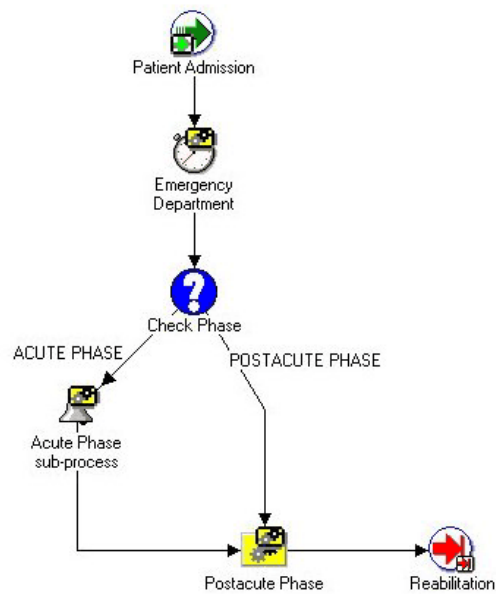 Patient Admission
Emergency
Department
Check Phase
ACUTE PHASE
POSTACUTE PHASE
Acute Phase
sub-process
Postacute Phase
Reabilitation